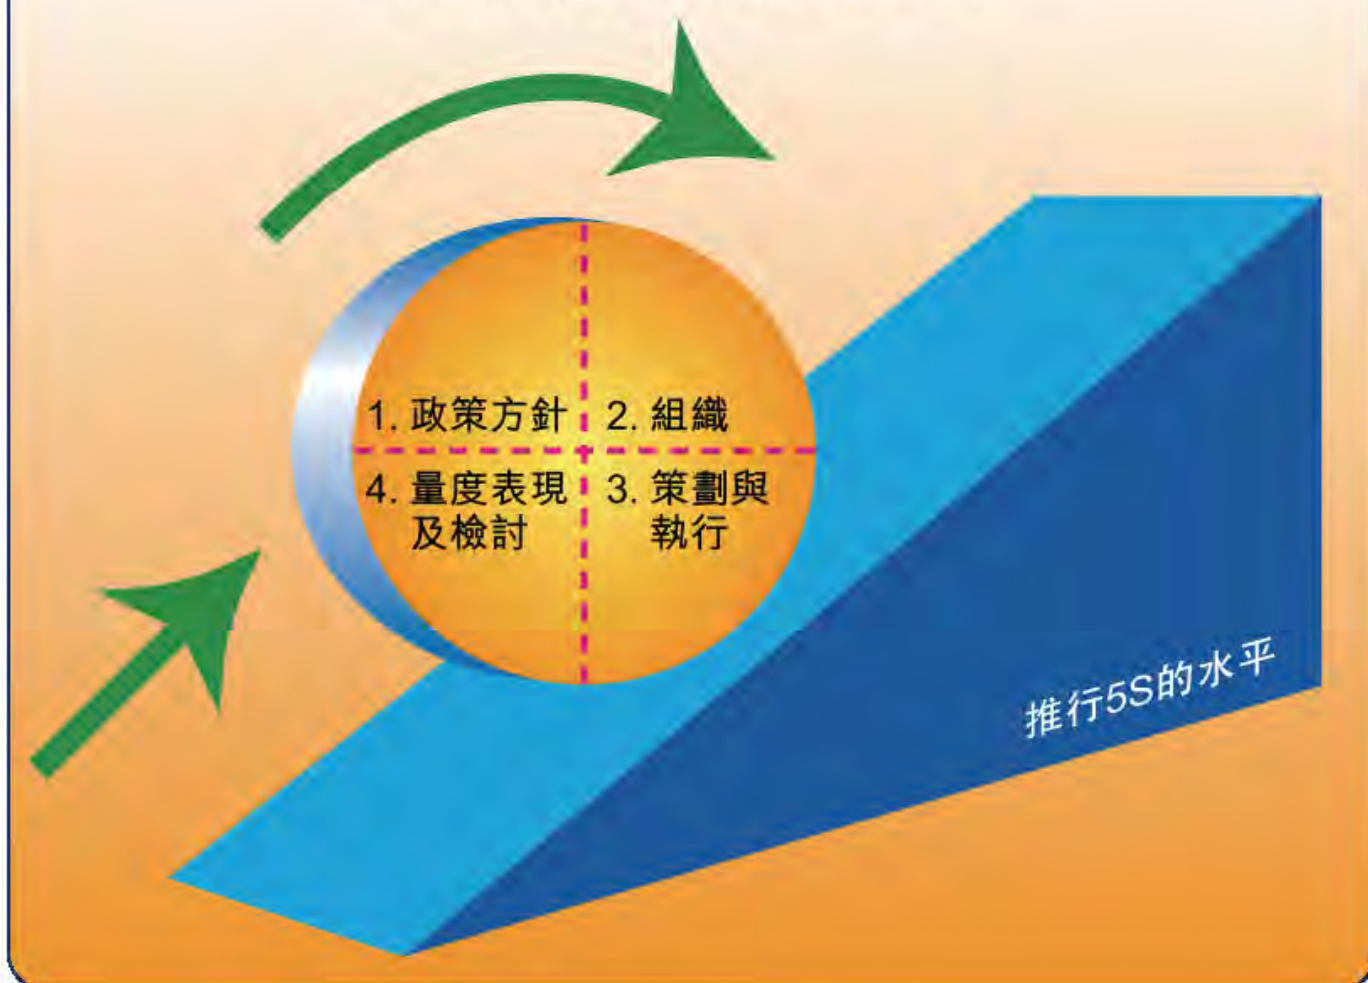 1. 政策方針
2. 組織
4. 量度表現
及檢討
3. 策劃與
執行
推行5S的水平